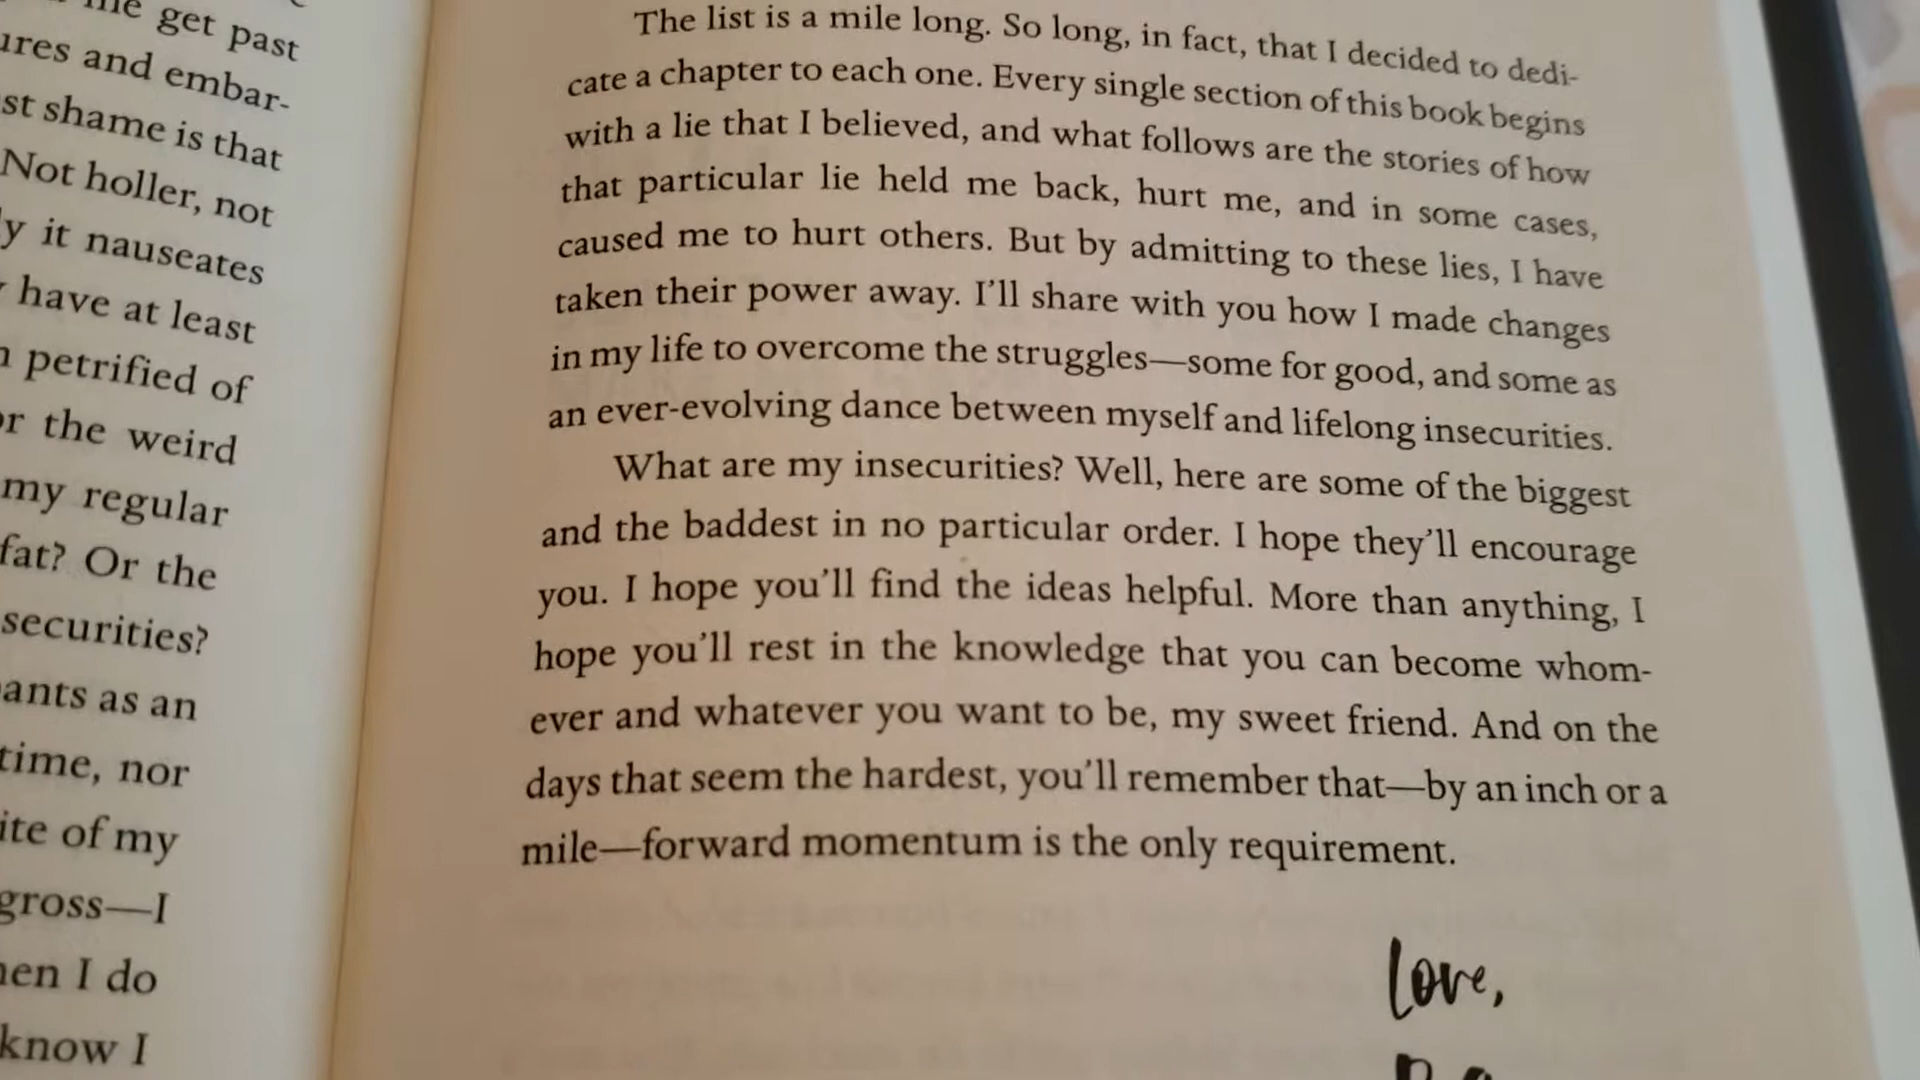 me get past
and embar-
shame is that
Not holler, not
it nauseates
have at least
petrified of
the weird
my regular
fat? Or the
as an
time, nor
of my
gross—I
I do
know I
The list is a mile long. So long, in fact, that I decided to dedi-
cate a chapter to each one. Every single section of this book begins
with a lie that I believed, and what follows are the stories of how
that particular lie held me back, hurt me, and in some cases,
caused me to hurt others. But by admitting to these lies, I have
taken their power away. I'll share with you how I made changes
in my life to overcome the struggles—some for good, and some as
an ever-evolving dance between myself and lifelong insecurities.
What are my insecurities? Well, here are some of the biggest
and the baddest in no particular order. I hope they'll encourage
you. I hope you'll find the ideas helpful. More than anything, I
hope you'll rest in the knowledge that you can become whom-
ever and whatever you want to be, my sweet friend. And on the
days that seem the hardest, you'll remember that—by an inch or a
mile—forward momentum is the only requirement.
Love,